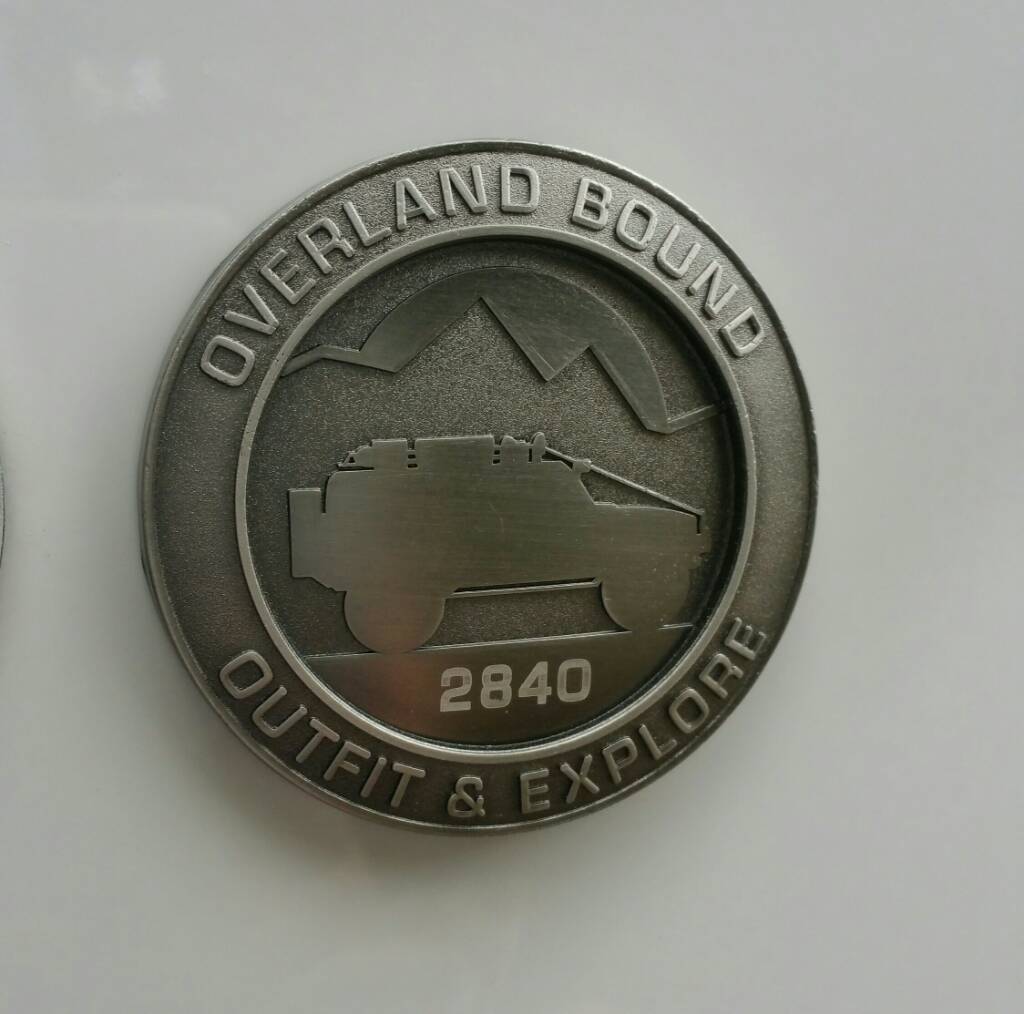 OVERLAND BOUND
2840
OUTFIT & EXPLORE